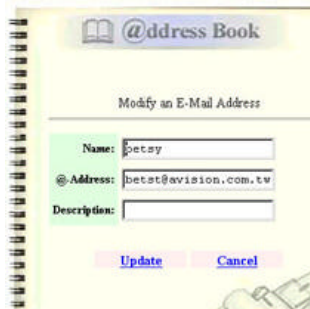 @ddress Book
Modify an E-Mail Address
Name: betsy
@-Address: betst@avision.com.tw
Description:
Update Cancel